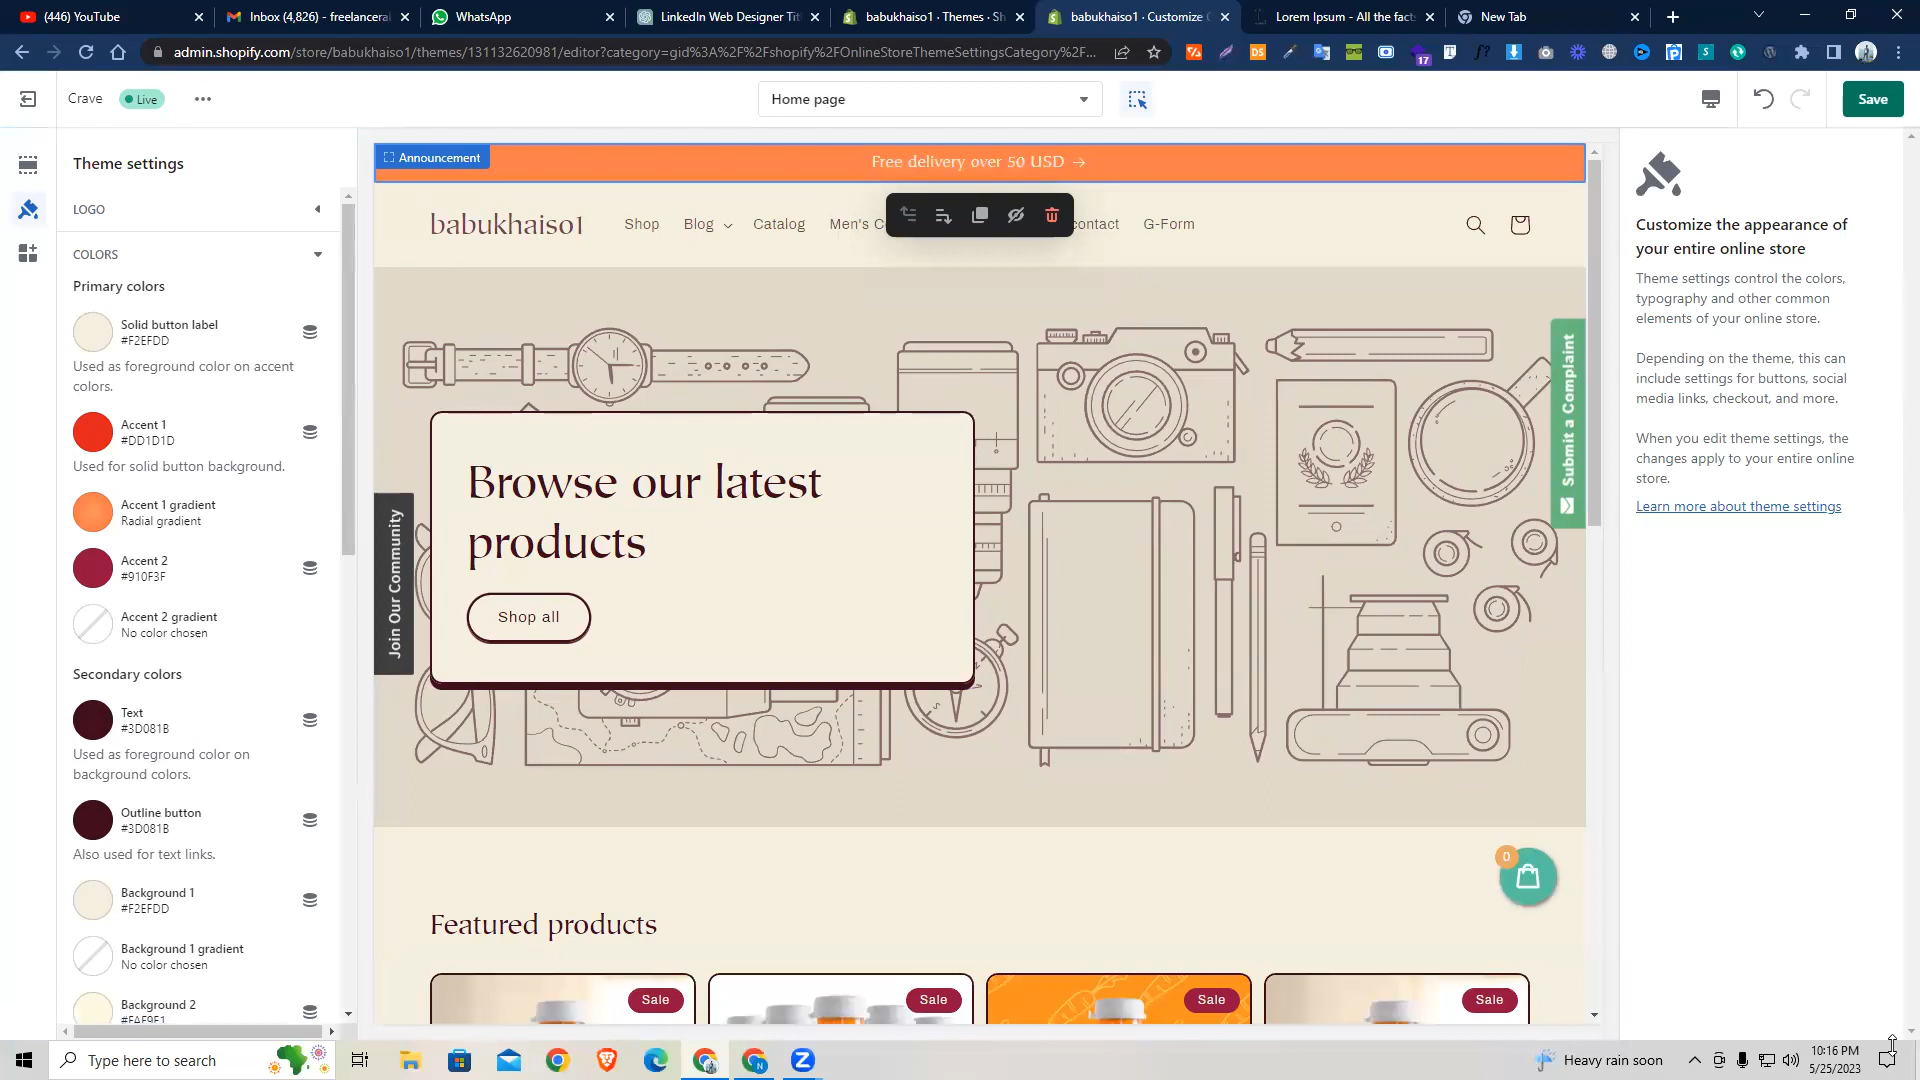 (446) YouTube
Inbox (4,826) - freelanceral
WhatsApp
LinkedIn Web Designer Titl
babukhaiso1 · Themes · Sh
babukhaiso1 · Customize C
Lorem Ipsum - All the facts
New Tab
admin.shopify.com/store/babukhaiso1/themes/131132620981/editor?category=gid%3A%2F%2Fshopify%2FOnlineStoreThemeSettingsCategory%2F...
17
Crave
Live
Home page
Save
Theme settings
LOGO
COLORS
Primary colors
Solid button label
#F2EFDD
Used as foreground color on accent
colors.
Accent 1
#DD1D1D
Used for solid button background.
Accent 1 gradient
Radial gradient
Accent 2
#910F3F
Accent 2 gradient
No color chosen
Secondary colors
Text
#3D081B
Used as foreground color on
background colors.
Outline button
#3D081B
Also used for text links.
Background 1
#F2EFDD
Background 1 gradient
No color chosen
Background 2
#FAF9E1
Announcement
Free delivery over 50 USD →
babukhaiso1
Shop
Blog
Catalog
Men's C
contact
G-Form
Browse our latest
products
Shop all
Join Our Community
Submit a Complaint
0
Featured products
Sale
Sale
Sale
Sale
Customize the appearance of
your entire online store
Theme settings control the colors,
typography and other common
elements of your online store.
Depending on the theme, this can
include settings for buttons, social
media links, checkout, and more.
When you edit theme settings, the
changes apply to your entire online
store.
Learn more about theme settings
Type here to search
Heavy rain soon
10:16 PM
5/25/2023